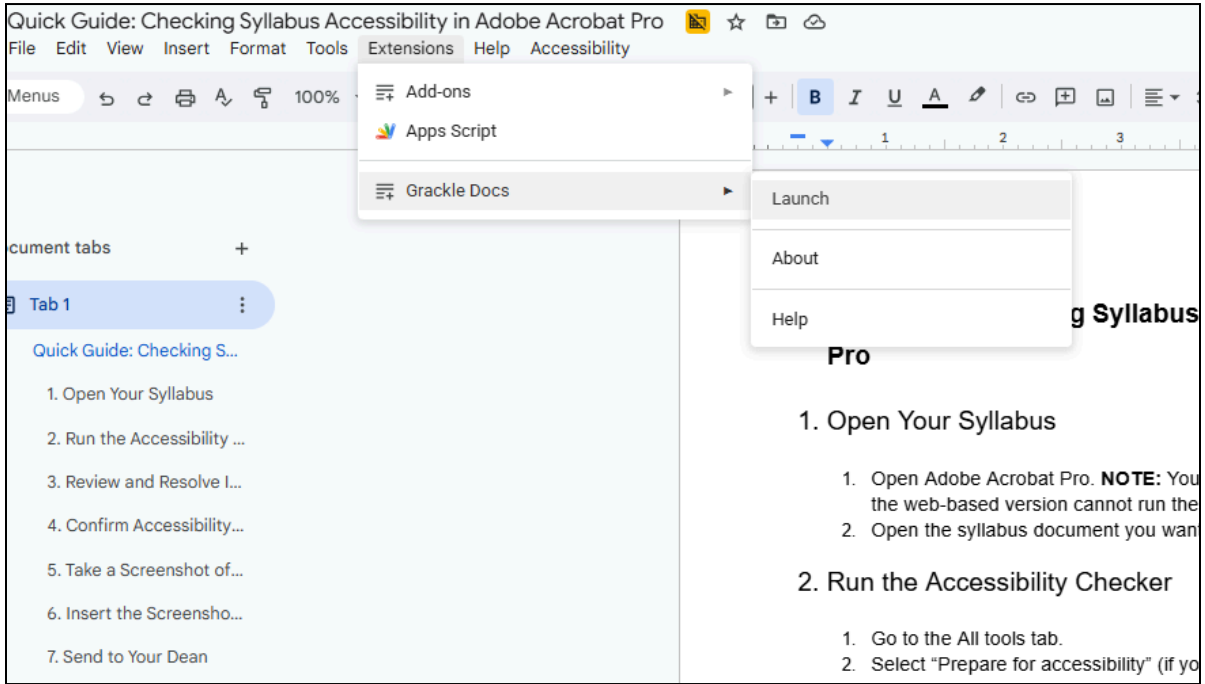 Quick Guide: Checking Syllabus Accessibility in Adobe Acrobat Pro
File Edit View Insert Format Tools Extensions Help Accessibility
Menus 100% + B I U A
Add-ons
Apps Script
Grackle Docs
Launch
About
Help
1 2 3
ocument tabs +
Tab 1
Quick Guide: Checking S...
1. Open Your Syllabus
2. Run the Accessibility ...
3. Review and Resolve I...
4. Confirm Accessibility...
5. Take a Screenshot of...
6. Insert the Screensho...
7. Send to Your Dean
g Syllabus
Pro
1. Open Your Syllabus
1. Open Adobe Acrobat Pro. NOTE: You
the web-based version cannot run the
2. Open the syllabus document you wan
2. Run the Accessibility Checker
1. Go to the All tools tab.
2. Select “Prepare for accessibility” (if yo